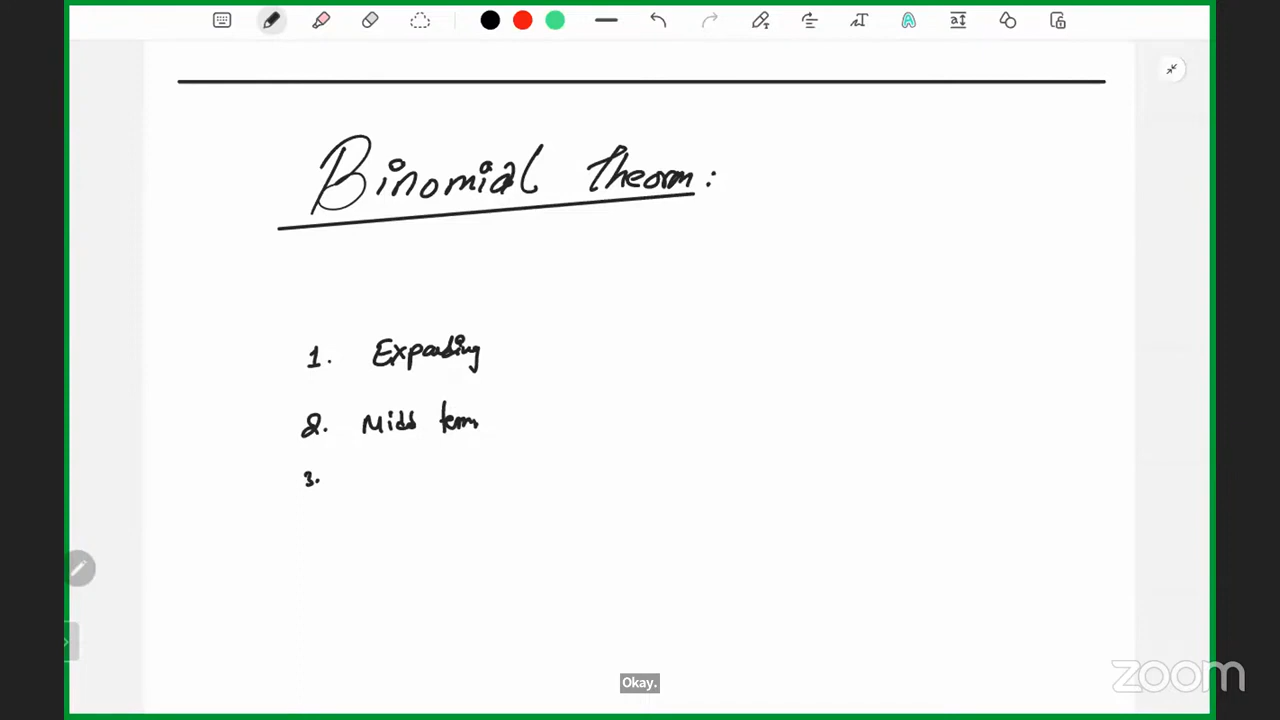 Binomial Theorm:
1. Expanding
2. Midd term
3.
Okay.
zoom